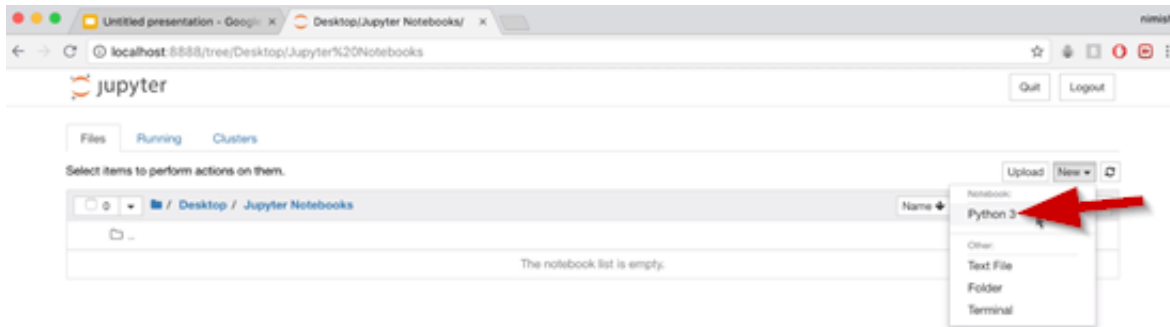 Untitled presentation - Googl
Desktop/Jupyter Notebooks/
nimish
localhost:8888/tree/Desktop/Jupyter%20Notebooks
jupyter
Quit Logout
Files Running Clusters
Select items to perform actions on them.
Upload New
0 / Desktop / Jupyter Notebooks
Name
Notebook:
Python 3
..
Other:
The notebook list is empty.
Text File
Folder
Terminal